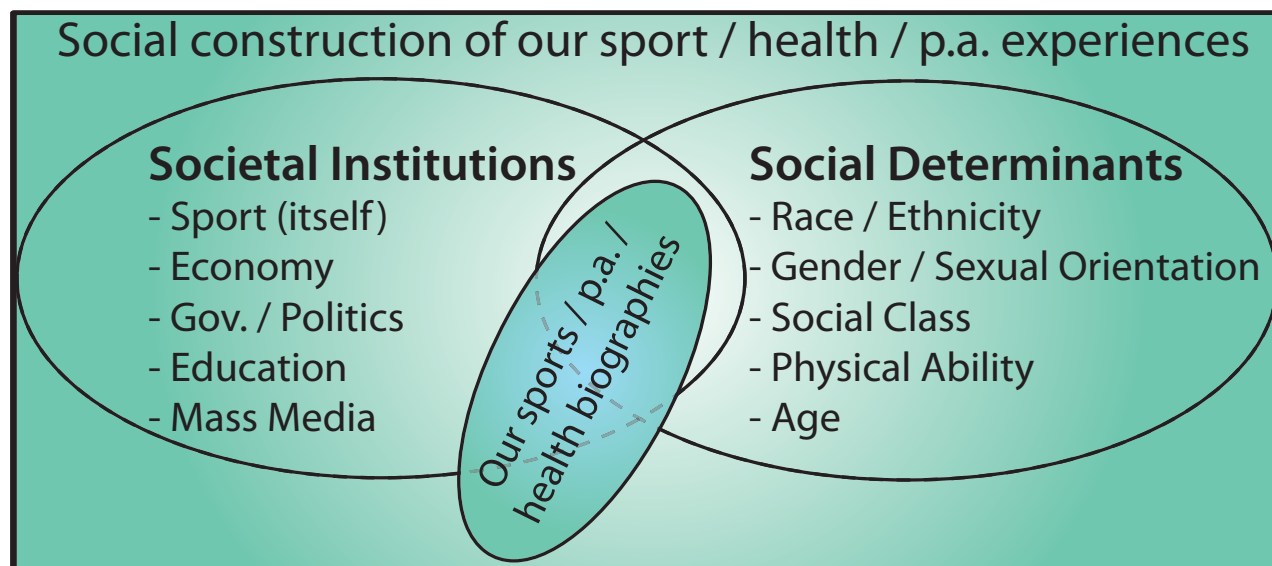 Social construction of our sport / health / p.a. experiences
Societal Institutions
- Sport (itself)
- Economy
- Gov. / Politics
- Education
- Mass Media
Our sports / p.a. /
health biographies
Social Determinants
- Race / Ethnicity
- Gender / Sexual Orientation
- Social Class
- Physical Ability
- Age